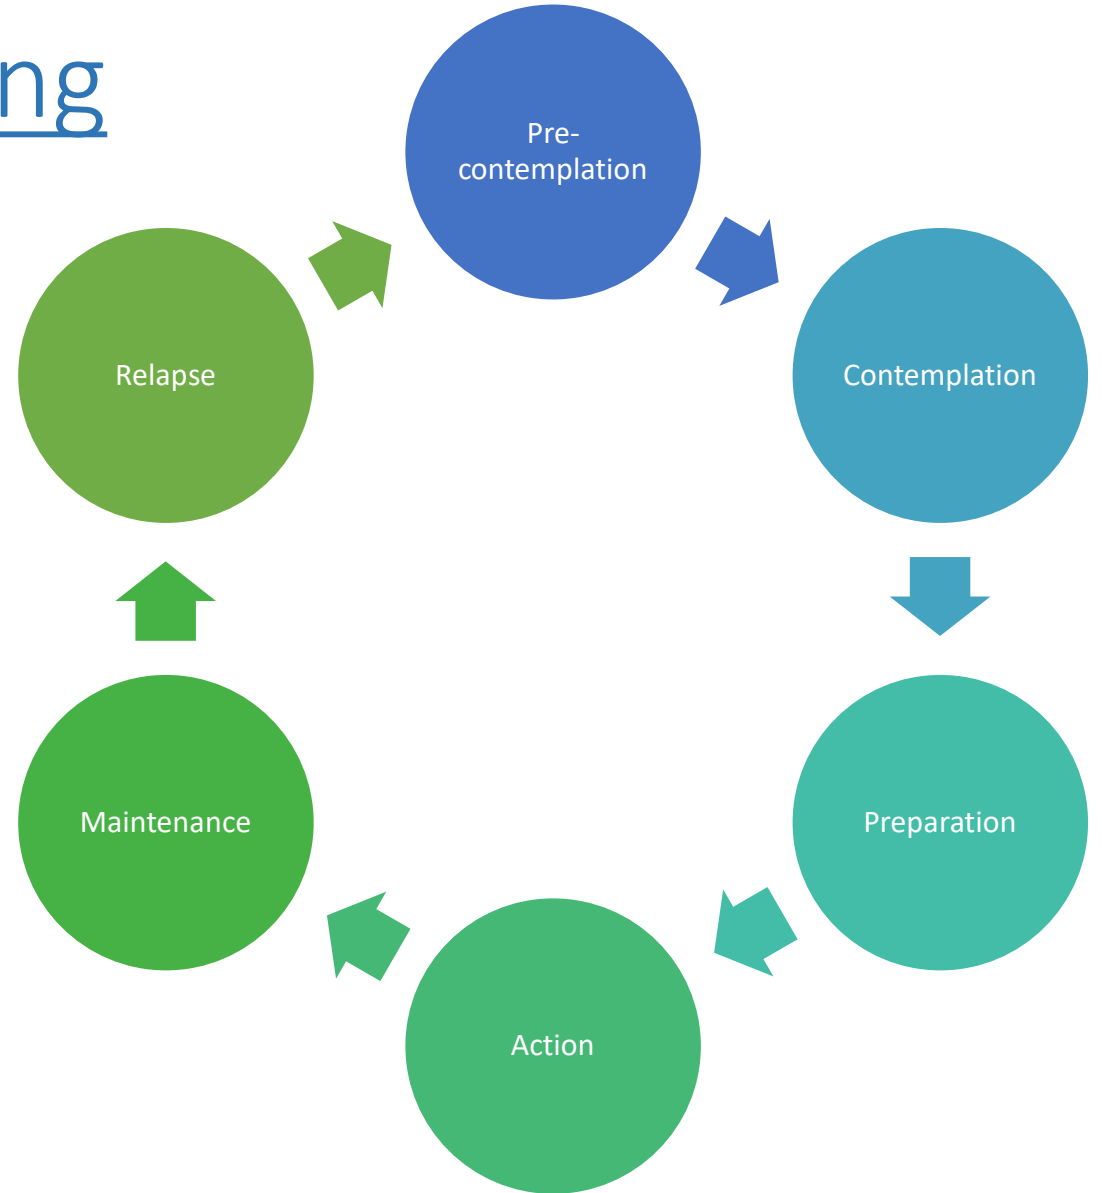 ng
Pre-
contemplation
Contemplation
Preparation
Action
Maintenance
Relapse